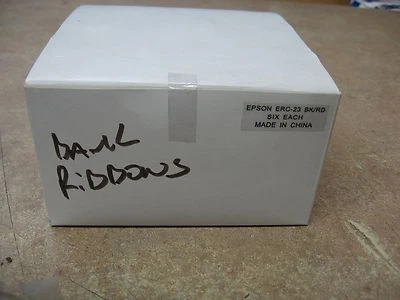 EPSON ERC-23 BK/RD
SIX EACH
MADE IN CHINA
BANK
RiBBONS